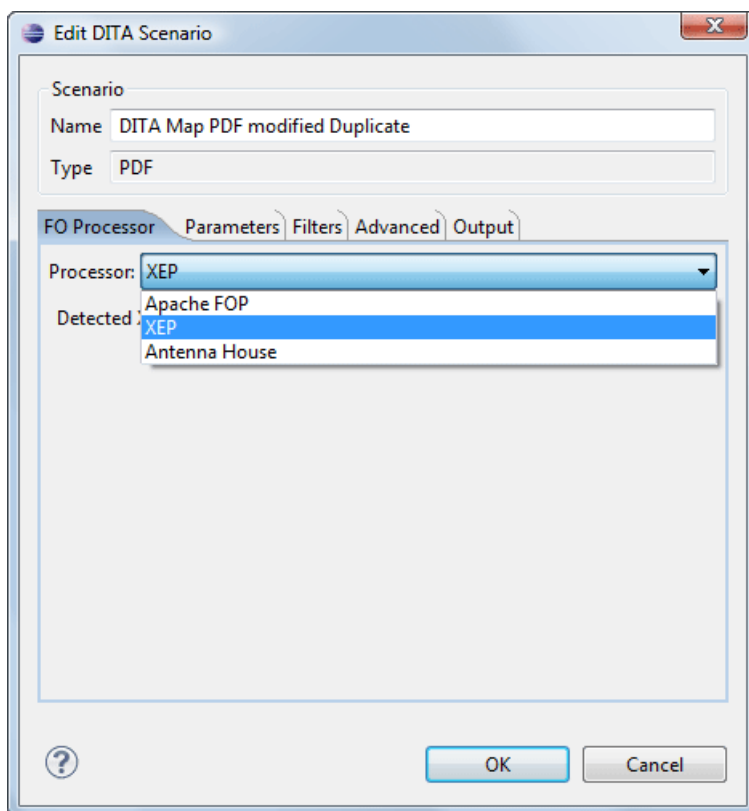 Edit DITA Scenario
Scenario
Name DITA Map PDF modified Duplicate
Type PDF
FO Processor Parameters Filters Advanced Output
Processor: XEP
Apache FOP
Detected
XEP
Antenna House
OK Cancel